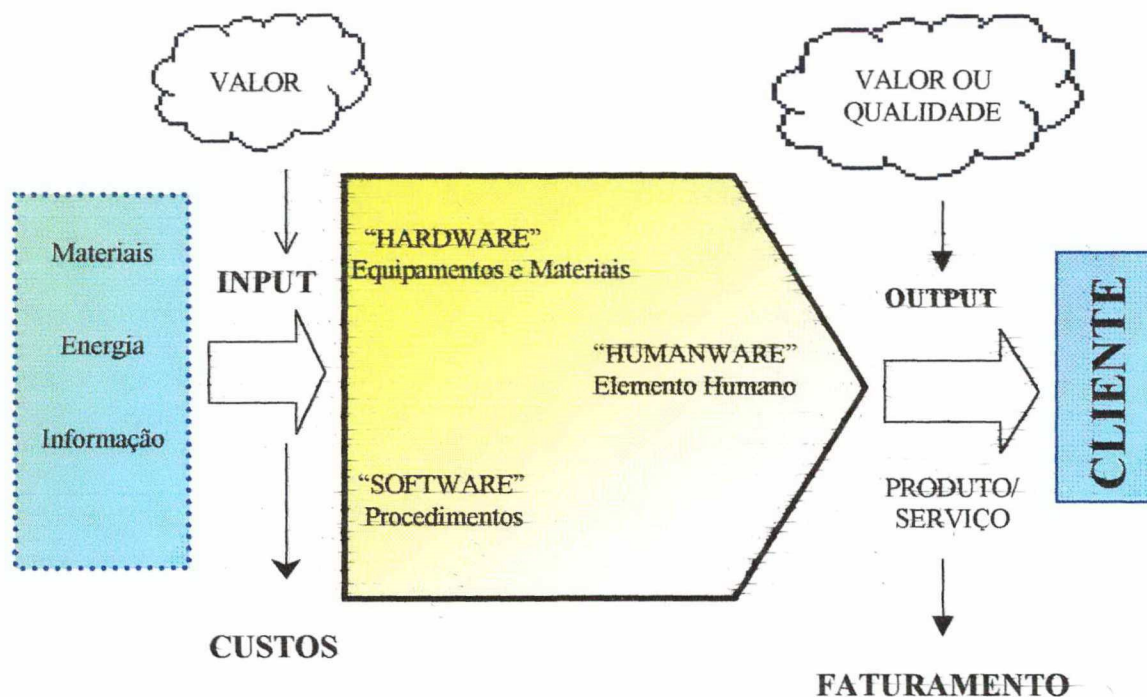 VALOR
VALOR OU
QUALIDADE
Materiais
Energia
Informação
INPUT
CUSTOS
“HARDWARE”
Equipamentos e Materiais
“HUMANWARE”
Elemento Humano
“SOFTWARE”
Procedimentos
OUTPUT
PRODUTO/
SERVIÇO
FATURAMENTO
CLIENTE